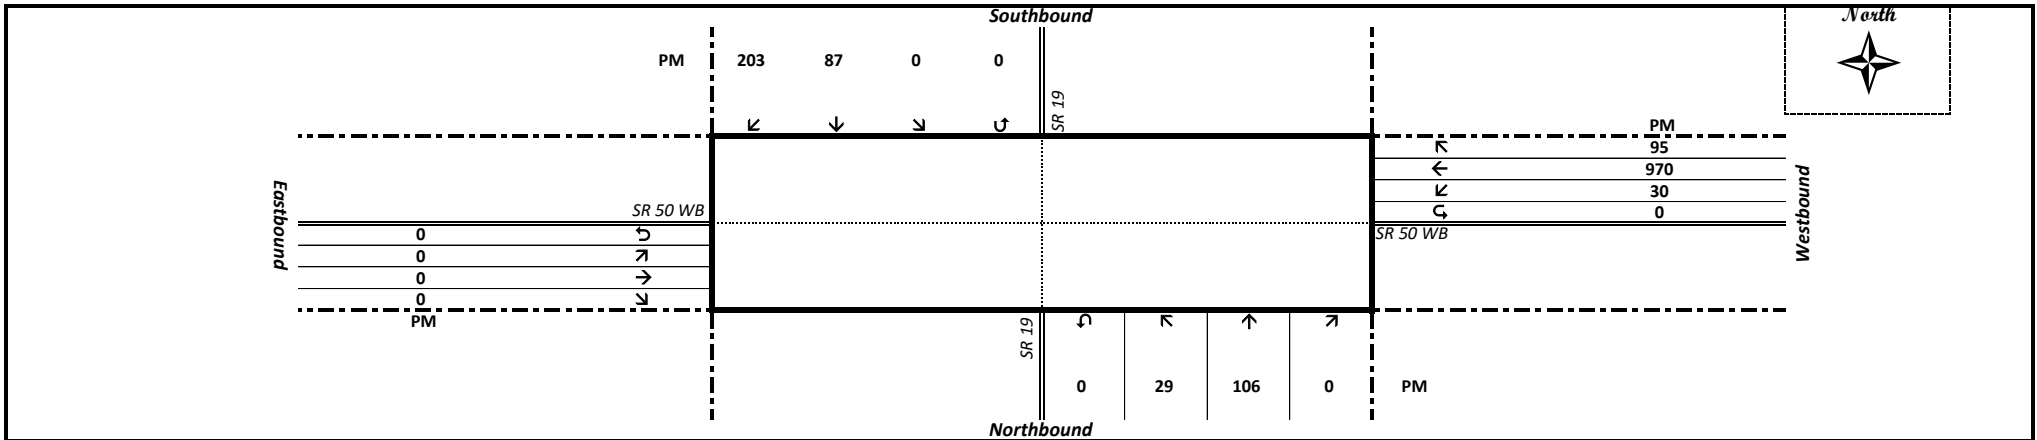 Southbound
North
PM 203 87 0 0
SR 19
PM
95
970
30
0
SR 50 WB
Westbound
Eastbound
SR 50 WB
0
0
0
0
PM
SR 19
0 29 106 0 PM
Northbound